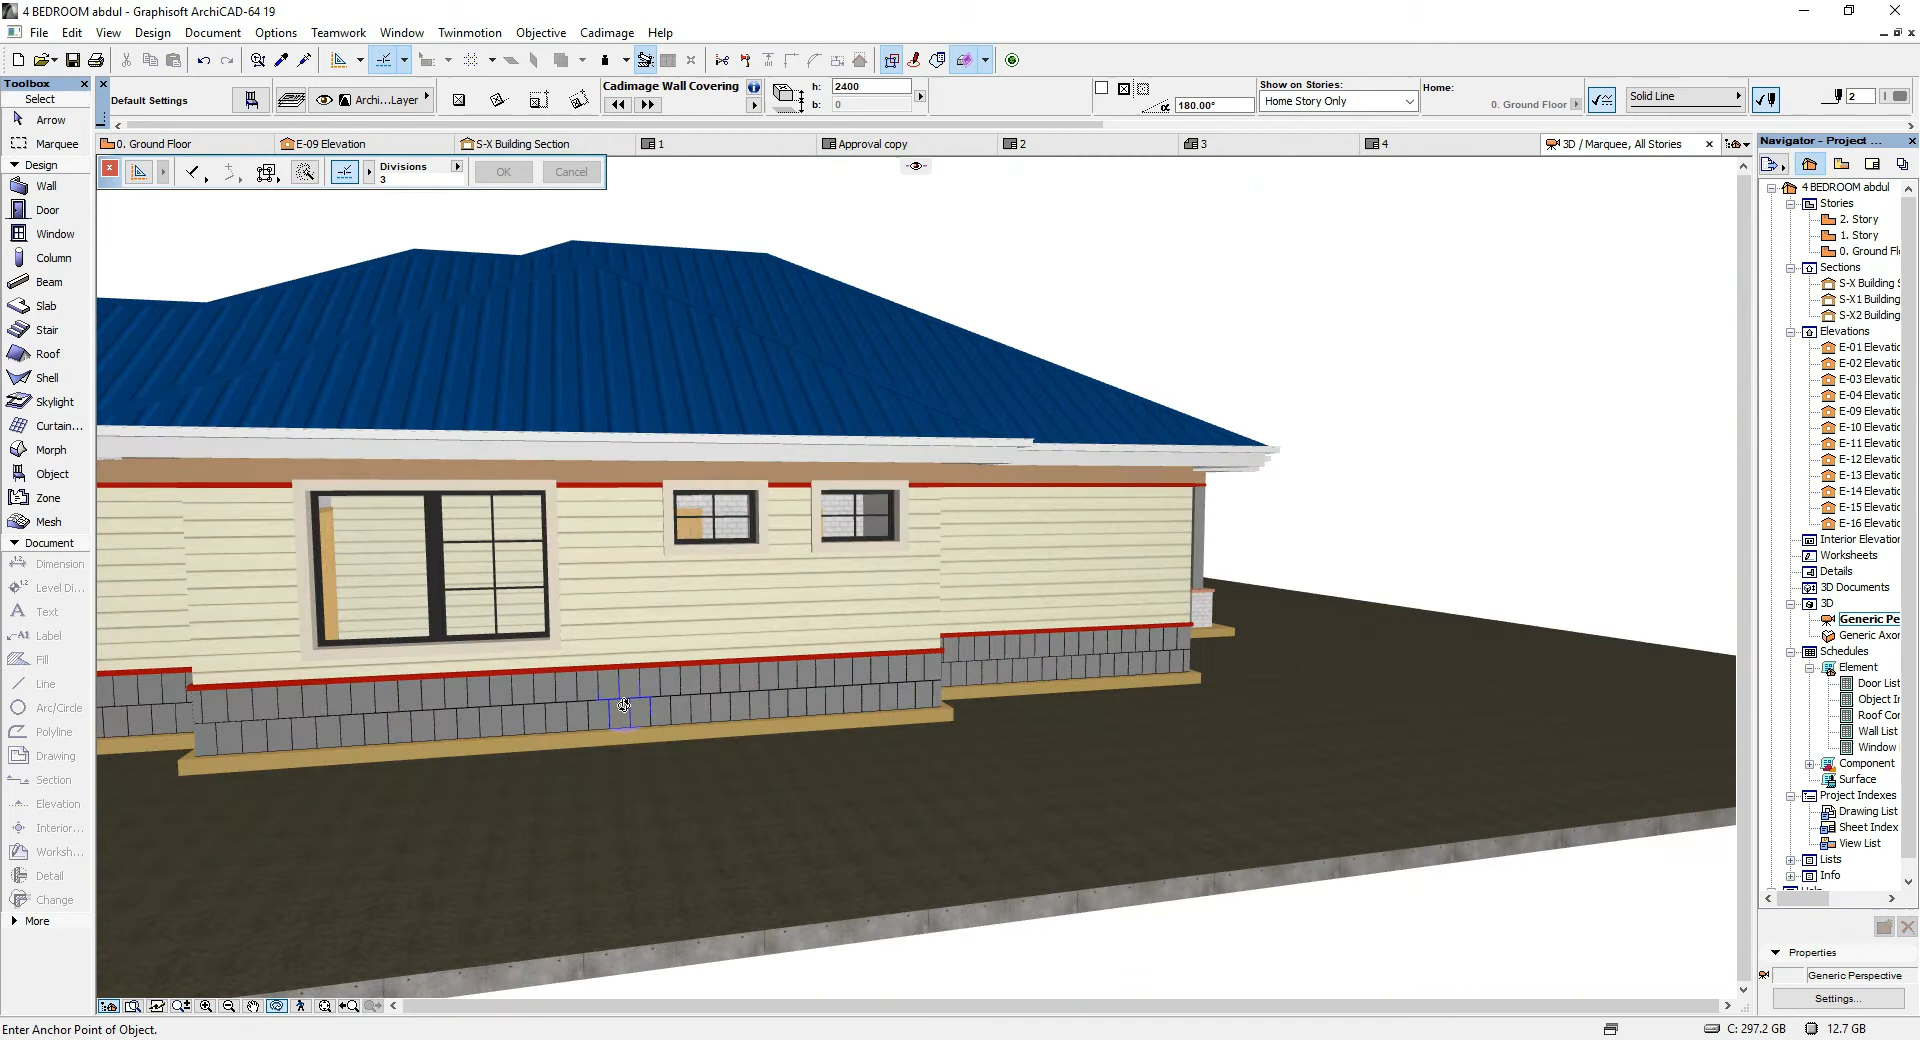 4 BEDROOM abdul - Graphisoft ArchiCAD-64 19
File Edit View Design Document Options Teamwork Window Twinmotion Objective Cadimage Help
Toolbox
Select
Default Settings
Archi...Layer
Cadimage Wall Covering
h: 2400
b: 0
180.00°
Show on Stories:
Home Story Only
Home:
0. Ground Floor
Solid Line
2
0. Ground Floor
E-09 Elevation
S-X Building Section
1
Approval copy
2
3
4
3D / Marquee, All Stories
Divisions
3
OK
Cancel
Arrow
Marquee
Design
Wall
Door
Window
Column
Beam
Slab
Stair
Roof
Shell
Skylight
Curtain...
Morph
Object
Zone
Mesh
Document
Dimension
Level Di...
Text
Label
Fill
Line
Arc/Circle
Polyline
Drawing
Section
Elevation
Interior...
Worksh...
Detail
Change
More
Navigator - Project ...
4 BEDROOM abdul
Stories
2. Story
1. Story
0. Ground Fl
Sections
S-X Building S
S-X1 Building
S-X2 Building
Elevations
E-01 Elevatic
E-02 Elevatic
E-03 Elevatic
E-04 Elevatic
E-09 Elevatic
E-10 Elevatic
E-11 Elevatic
E-12 Elevatic
E-13 Elevatic
E-14 Elevatic
E-15 Elevatic
E-16 Elevatic
Interior Elevation
Worksheets
Details
3D Documents
3D
Generic Pe
Generic Axor
Schedules
Element
Door List
Object In
Roof Cor
Wall List
Window
Component
Surface
Project Indexes
Drawing List
Sheet Index
View List
Lists
Info
Properties
Generic Perspective
Settings...
Enter Anchor Point of Object.
C: 297.2 GB
12.7 GB